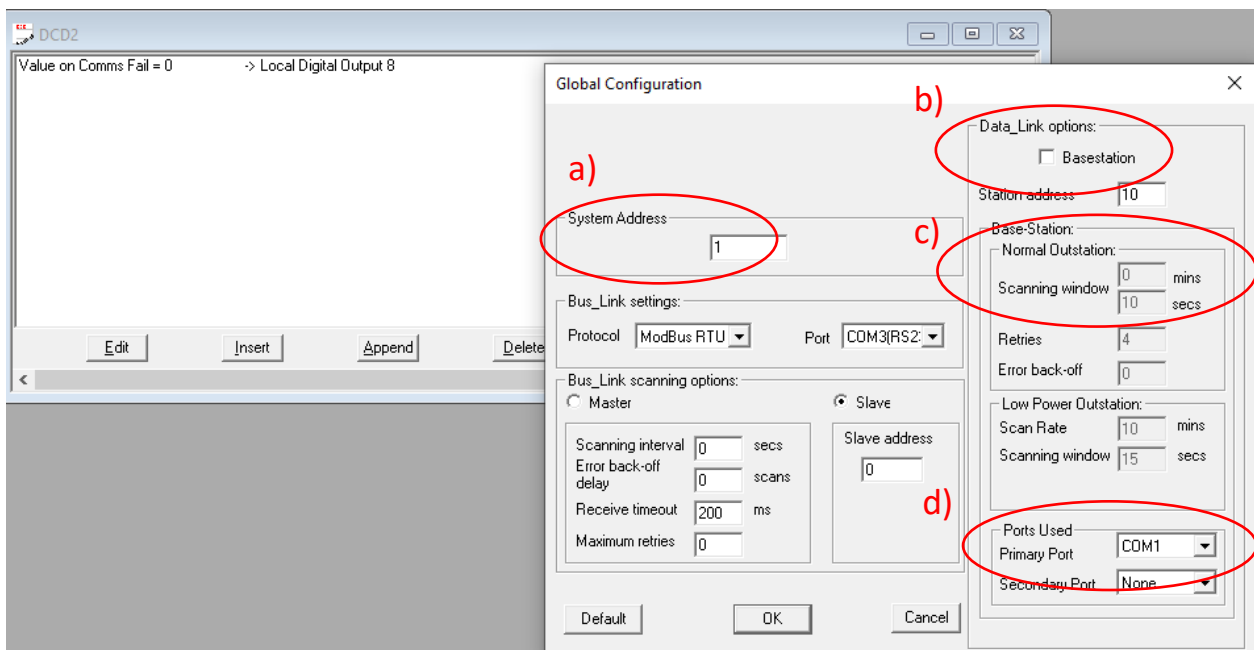 DCD2
Value on Comms Fail = 0 -> Local Digital Output 8
Edit Insert Append Delete
Global Configuration
a)
System Address
1
Bus_Link settings:
Protocol ModBus RTU Port COM3(RS2:
Bus_Link scanning options:
Master Slave
Scanning interval 0 secs
Error back-off
delay 0 scans
Receive timeout 200 ms
Maximum retries 0
Slave address
0
Default OK Cancel
b)
Data_Link options:
Basestation
Station address 10
c)
Base-Station:
Normal Outstation:
Scanning window 0 mins
10 secs
Retries 4
Error back-off 0
Low Power Outstation:
Scan Rate 10 mins
Scanning window 15 secs
d)
Ports Used
Primary Port COM1
Secondary Port None